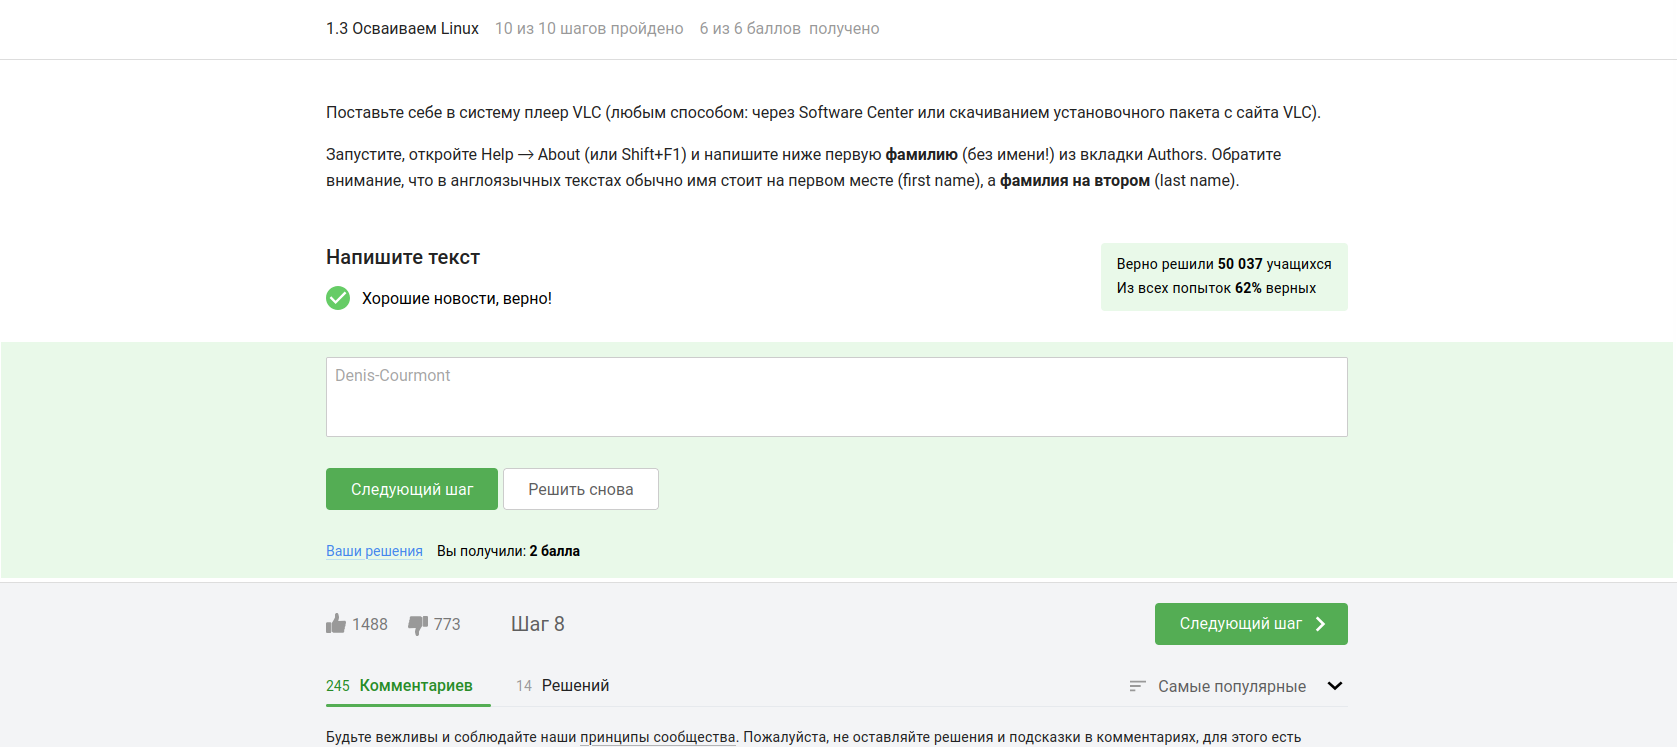 1.3 Осваиваем Linux 10 из 10 шагов пройдено 6 из 6 баллов получено
Поставьте себе в систему плеер VLC (любым способом: через Software Center или скачиванием установочного пакета с сайта VLC).
Запустите, откройте Help → About (или Shift+F1) и напишите ниже первую фамилию (без имени!) из вкладки Authors. Обратите
внимание, что в англоязычных текстах обычно имя стоит на первом месте (first name), а фамилия на втором (last name).
Напишите текст
Верно решили 50 037 учащихся
Из всех попыток 62% верных
Хорошие новости, верно!
Denis-Courmont
Следующий шаг Решить снова
Ваши решения Вы получили: 2 балла
1488 773 Шаг 8 Следующий шаг
245 Комментариев 14 Решений Самые популярные
Будьте вежливы и соблюдайте наши принципы сообщества. Пожалуйста, не оставляйте решения и подсказки в комментариях, для этого есть